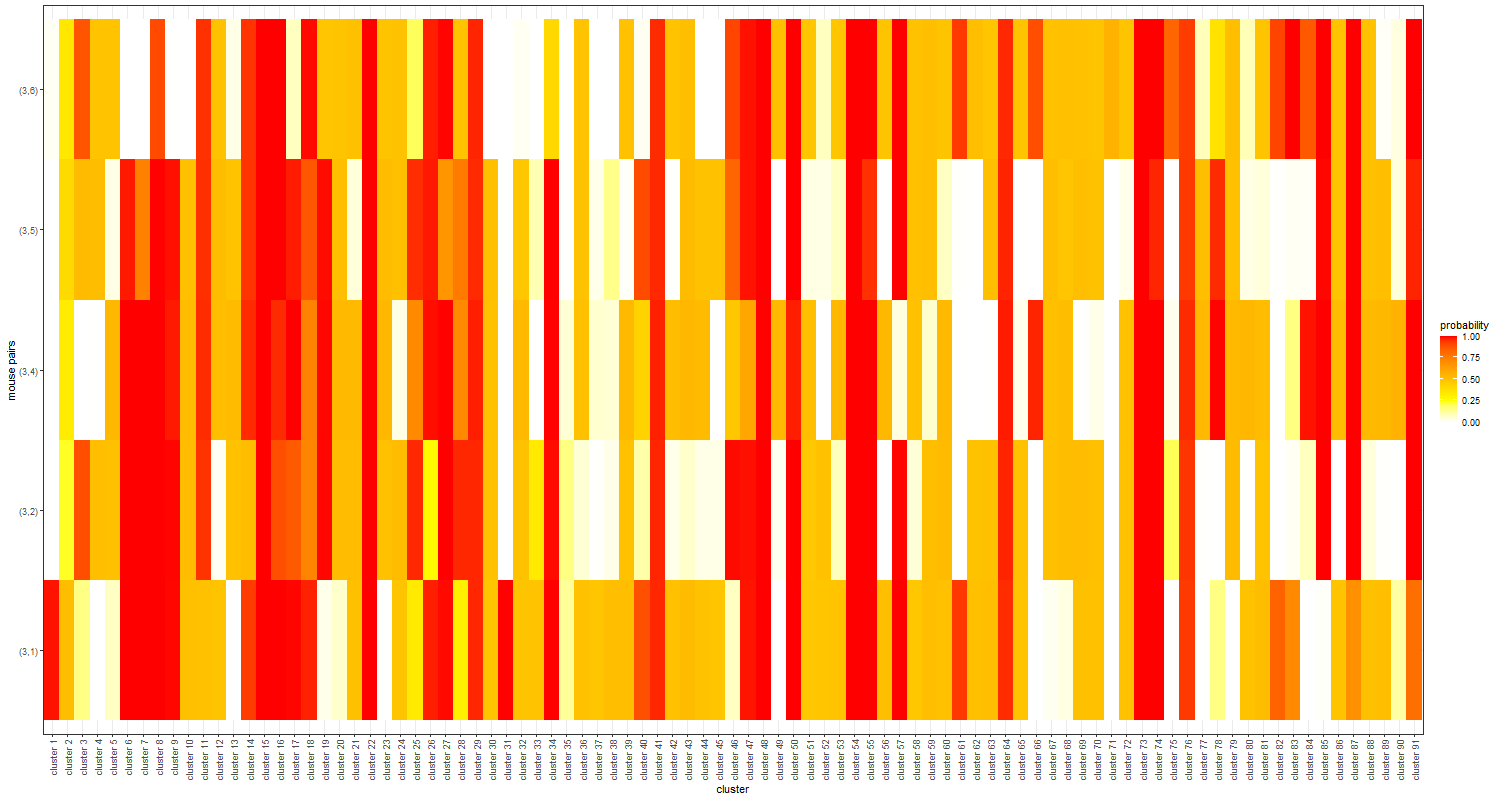 (3,6)
(3,5)
(3,4)
(3,2)
(3,1)
mouse pairs
cluster 1
cluster 2
cluster 3
cluster 4
cluster 5
cluster 6
cluster 7
cluster 8
cluster 9
cluster 10
cluster 11
cluster 12
cluster 13
cluster 14
cluster 15
cluster 16
cluster 17
cluster 18
cluster 19
cluster 20
cluster 21
cluster 22
cluster 23
cluster 24
cluster 25
cluster 26
cluster 27
cluster 28
cluster 29
cluster 30
cluster 31
cluster 32
cluster 33
cluster 34
cluster 35
cluster 36
cluster 37
cluster 38
cluster 39
cluster 40
cluster 41
cluster 42
cluster 43
cluster 44
cluster 45
cluster 46
cluster 47
cluster 48
cluster 49
cluster 50
cluster 51
cluster 52
cluster 53
cluster 54
cluster 55
cluster 56
cluster 57
cluster 58
cluster 59
cluster 60
cluster 61
cluster 62
cluster 63
cluster 64
cluster 65
cluster 66
cluster 67
cluster 68
cluster 69
cluster 70
cluster 71
cluster 72
cluster 73
cluster 74
cluster 75
cluster 76
cluster 77
cluster 78
cluster 79
cluster 80
cluster 81
cluster 82
cluster 83
cluster 84
cluster 85
cluster 86
cluster 87
cluster 88
cluster 89
cluster 90
cluster 91
cluster
probability
1.00
0.75
0.50
0.25
0.00